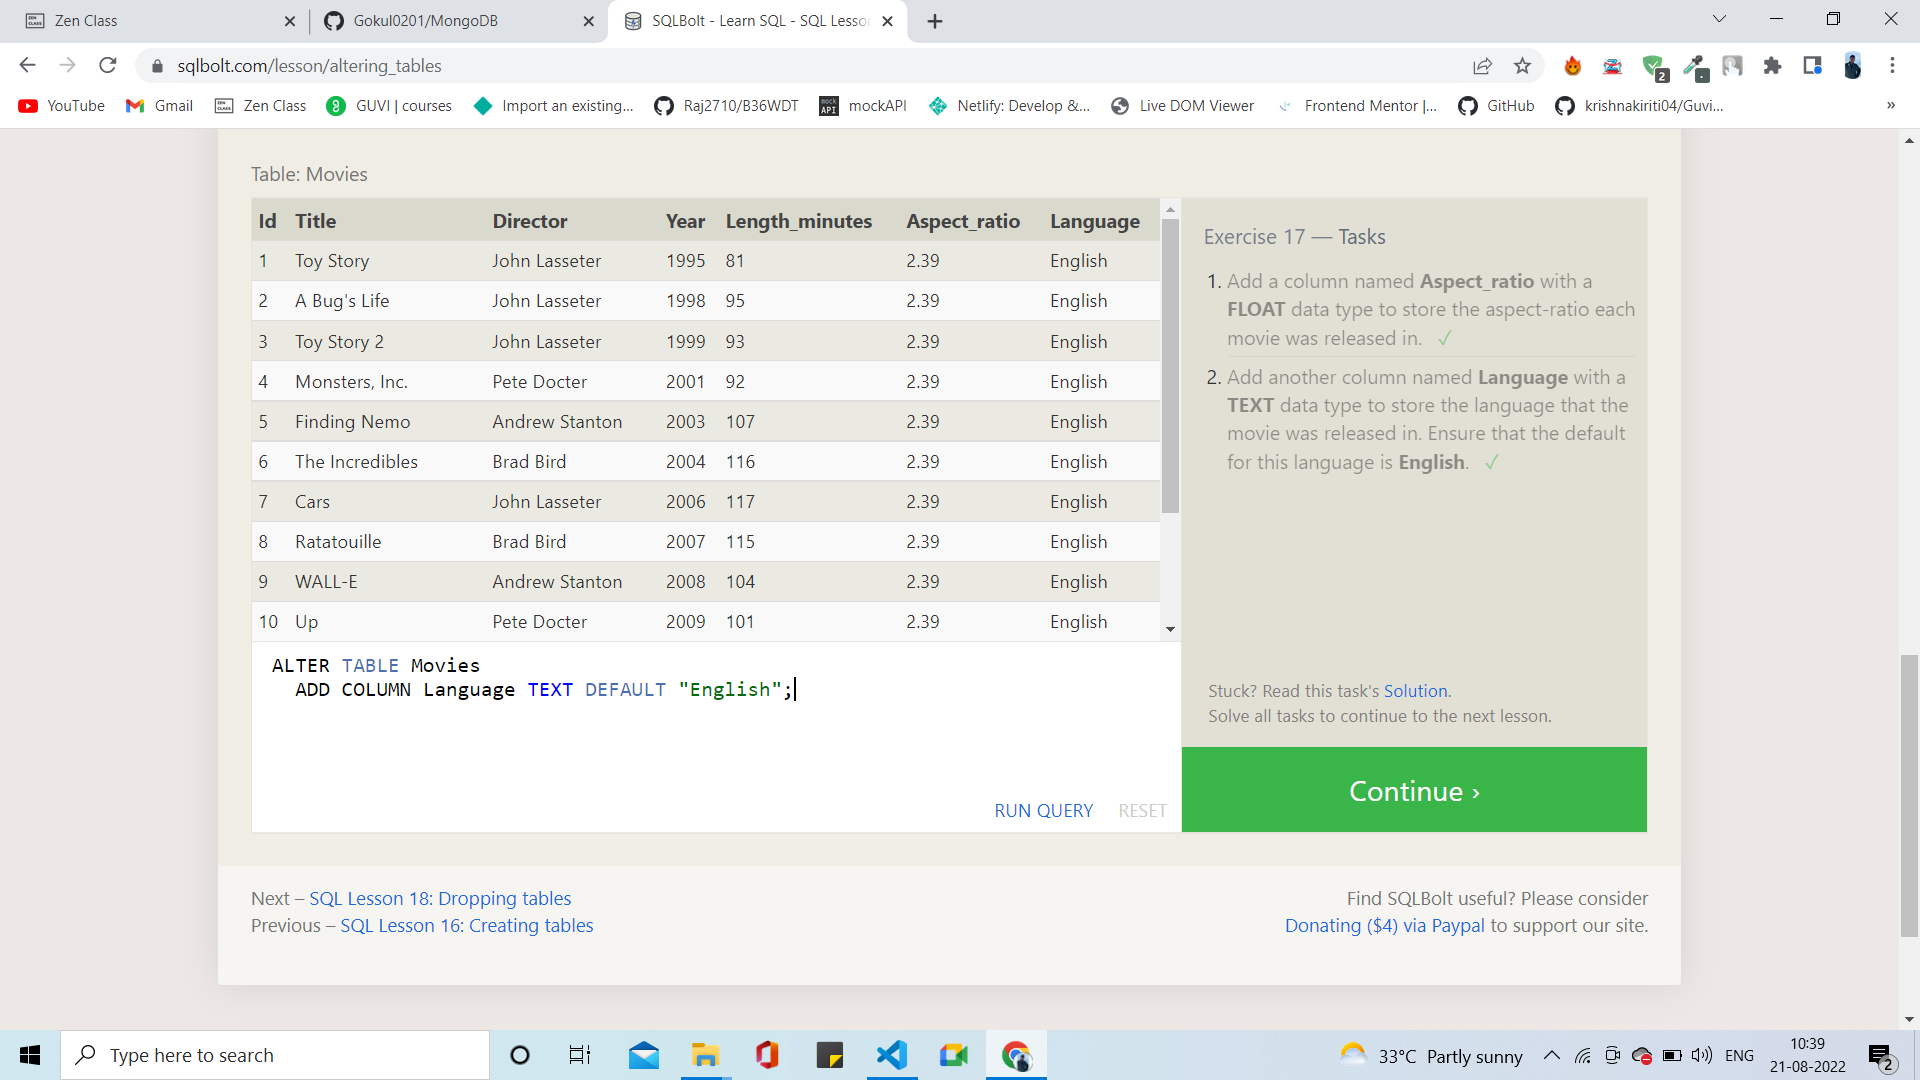 Zen Class
Gokul0201/MongoDB
SQLBolt - Learn SQL - SQL Lesso
sqlbolt.com/lesson/altering_tables
2
YouTube
Gmail
Zen Class
GUVI | courses
Import an existing...
Raj2710/B36WDT
mockAPI
Netlify: Develop &...
Live DOM Viewer
Frontend Mentor |...
GitHub
krishnakiriti04/Guvi...
»
Table: Movies
Id Title Director Year Length_minutes Aspect_ratio Language
1 Toy Story John Lasseter 1995 81 2.39 English
2 A Bug's Life John Lasseter 1998 95 2.39 English
3 Toy Story 2 John Lasseter 1999 93 2.39 English
4 Monsters, Inc. Pete Docter 2001 92 2.39 English
5 Finding Nemo Andrew Stanton 2003 107 2.39 English
6 The Incredibles Brad Bird 2004 116 2.39 English
7 Cars John Lasseter 2006 117 2.39 English
8 Ratatouille Brad Bird 2007 115 2.39 English
9 WALL-E Andrew Stanton 2008 104 2.39 English
10 Up Pete Docter 2009 101 2.39 English
ALTER TABLE Movies
ADD COLUMN Language TEXT DEFAULT "English";
RUN QUERY RESET
Exercise 17 — Tasks
1. Add a column named Aspect_ratio with a
FLOAT data type to store the aspect-ratio each
movie was released in. ✓
2. Add another column named Language with a
TEXT data type to store the language that the
movie was released in. Ensure that the default
for this language is English. ✓
Stuck? Read this task's Solution.
Solve all tasks to continue to the next lesson.
Continue ›
Next – SQL Lesson 18: Dropping tables
Previous – SQL Lesson 16: Creating tables
Find SQLBolt useful? Please consider
Donating ($4) via Paypal to support our site.
Type here to search
33°C Partly sunny
ENG
10:39
21-08-2022
2